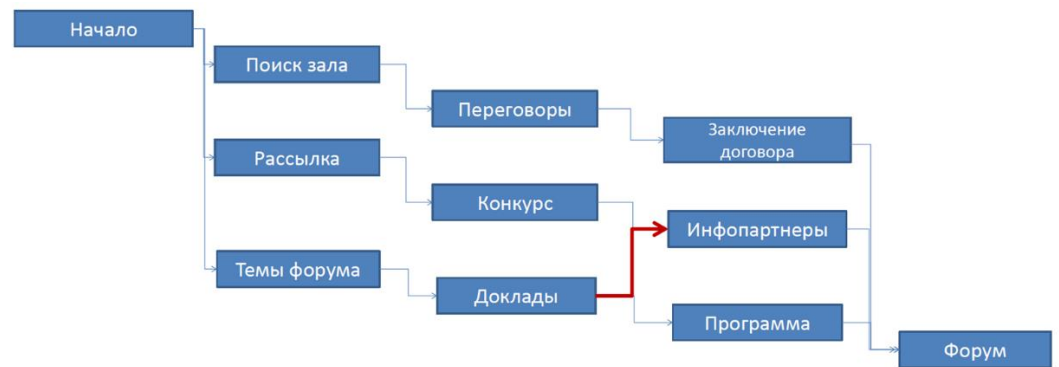 Начало
Поиск зала
Переговоры
Заключение
договора
Рассылка
Конкурс
Инфопартнеры
Темы форума
Доклады
Программа
Форум